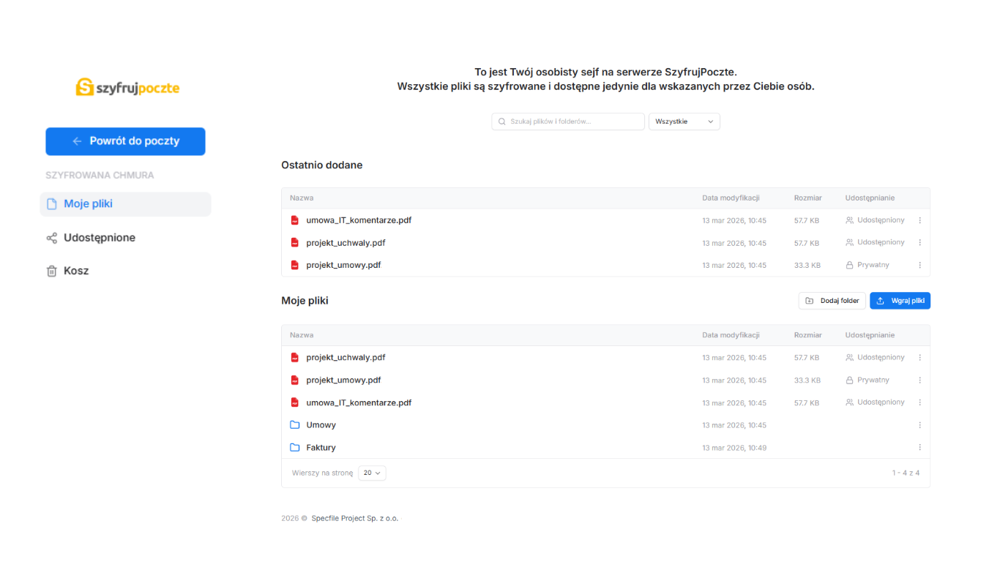 To jest Twój osobisty sejf na serwerze SzyfrujPoczte.
Wszystkie pliki są szyfrowane i dostępne jedynie dla wskazanych przez Ciebie osób.
szyfrujpoczte
Szukaj plików i folderów...
Wszystkie
Powrót do poczty
SZYFROWANA CHMURA
Moje pliki
Udostępnione
Kosz
Ostatnio dodane
Nazwa Data modyfikacji Rozmiar Udostępnianie
umowa_IT_komentarze.pdf 13 mar 2026, 10:45 57.7 KB Udostępniony
projekt_uchwaly.pdf 13 mar 2026, 10:45 57.7 KB Udostępniony
projekt_umowy.pdf 13 mar 2026, 10:45 33.3 KB Prywatny
Moje pliki Dodaj folder Wgraj pliki
Nazwa Data modyfikacji Rozmiar Udostępnianie
projekt_uchwaly.pdf 13 mar 2026, 10:45 57.7 KB Udostępniony
projekt_umowy.pdf 13 mar 2026, 10:45 33.3 KB Prywatny
umowa_IT_komentarze.pdf 13 mar 2026, 10:45 57.7 KB Udostępniony
Umowy 13 mar 2026, 10:45
Faktury 13 mar 2026, 10:49
Wierszy na stronę 20 1 - 4 z 4
2026 © Specfile Project Sp. z o.o.